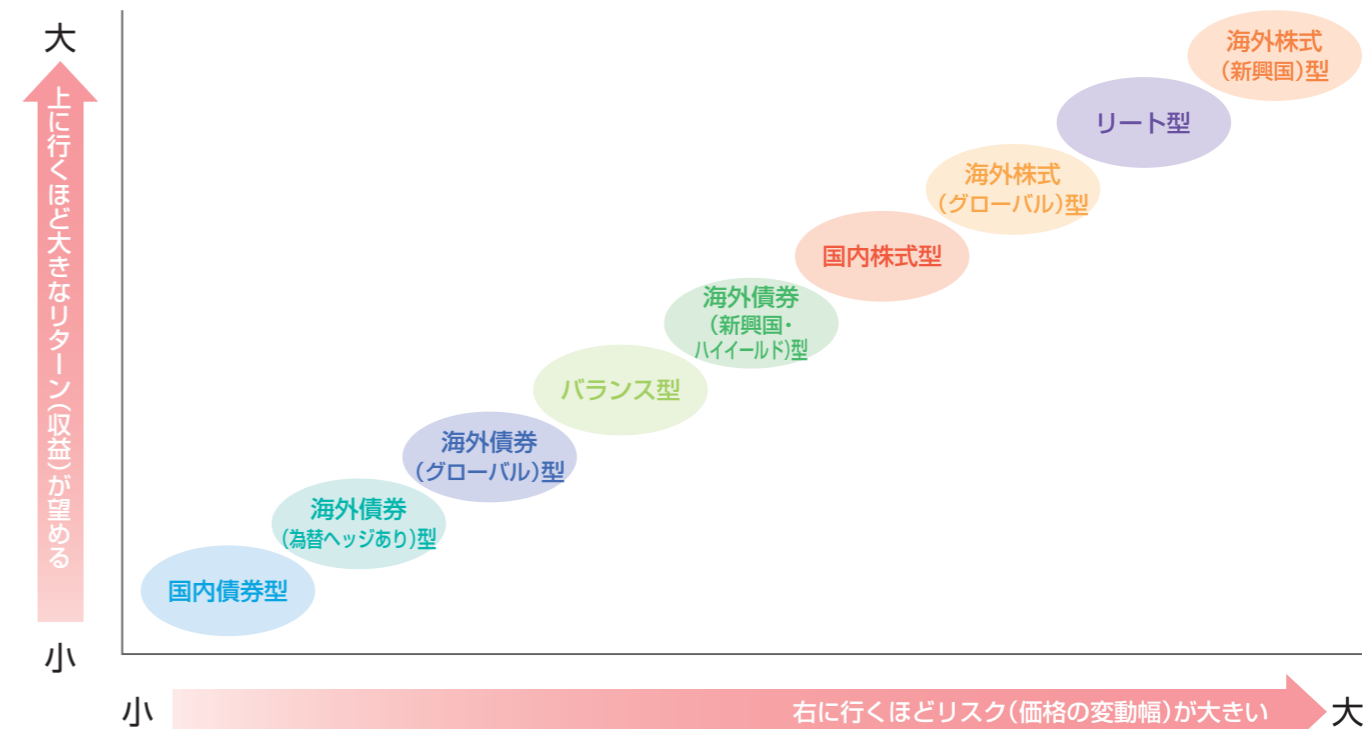 大
上に行くほど大きなリターン（収益）が望める
小
海外株式
（新興国）型
リート型
海外株式
（グローバル）型
国内株式型
海外債券
（新興国・
ハイイールド）型
バランス型
海外債券
（グローバル）型
海外債券
（為替ヘッジあり）型
国内債券型
小
右に行くほどリスク（価格の変動幅）が大きい
大